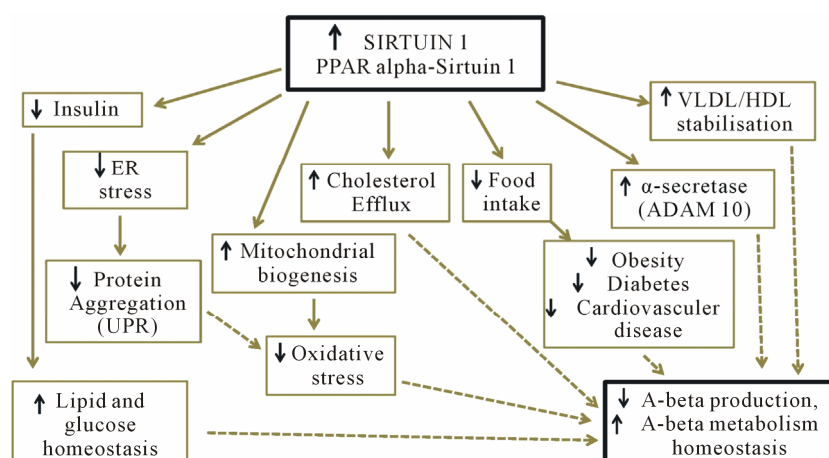 ↑ SIRTUIN 1
PPAR alpha-Sirtuin 1
↓ Insulin
↑ VLDL/HDL
stabilisation
↓ ER
stress
↑ Cholesterol
Efflux
↓ Food
intake
↑ α-secretase
(ADAM 10)
↑ Mitochondrial
biogenesis
↓ Obesity
↓ Diabetes
↓ Cardiovasculer
disease
↓ Protein
Aggregation
(UPR)
↓ Oxidative
stress
↑ Lipid and
glucose
homeostasis
↓ A-beta production,
↑ A-beta metabolism
homeostasis